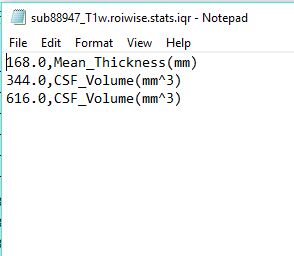 sub88947_T1w.roiwise.stats.iqr - Notepad
File Edit Format View Help
168.0,Mean_Thickness(mm)
344.0,CSF_Volume(mm^3)
616.0,CSF_Volume(mm^3)